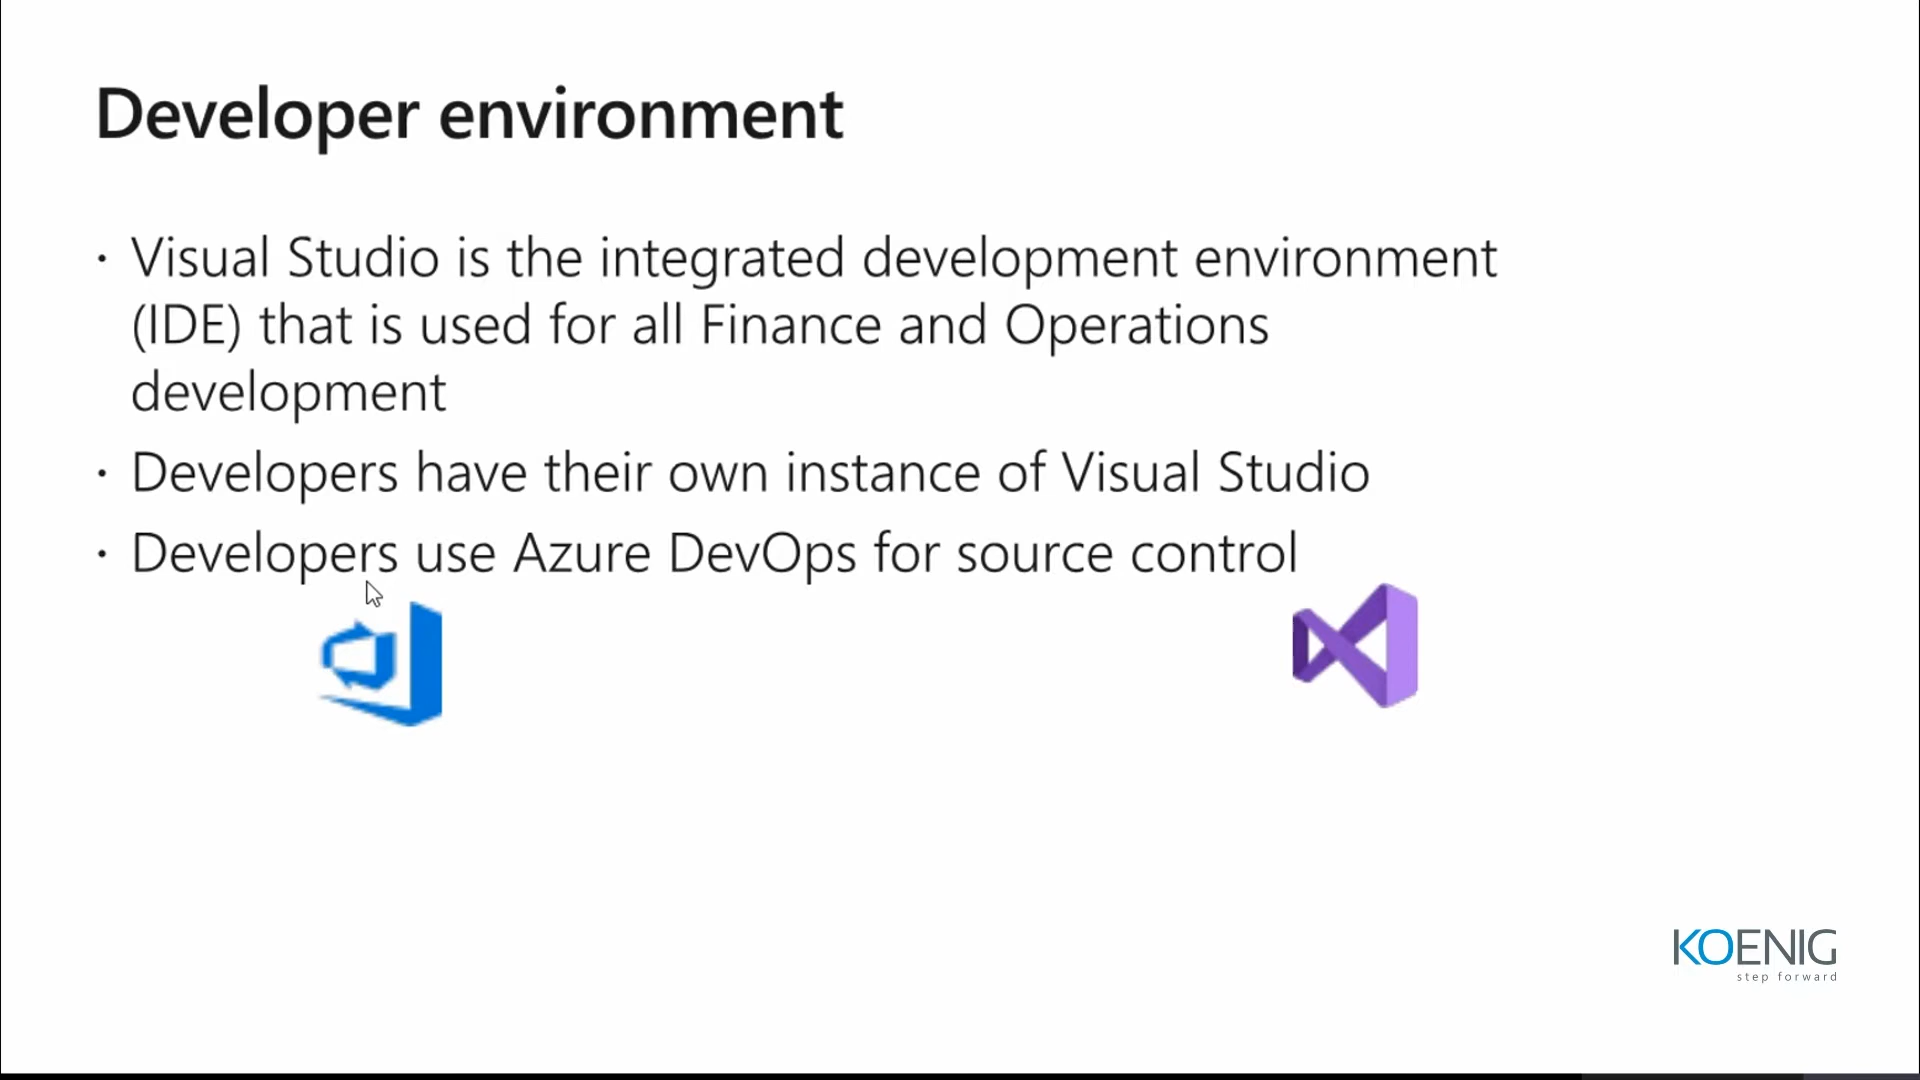 Developer environment
· Visual Studio is the integrated development environment
(IDE) that is used for all Finance and Operations
development
· Developers have their own instance of Visual Studio
· Developers use Azure DevOps for source control
KOENIG
step forward